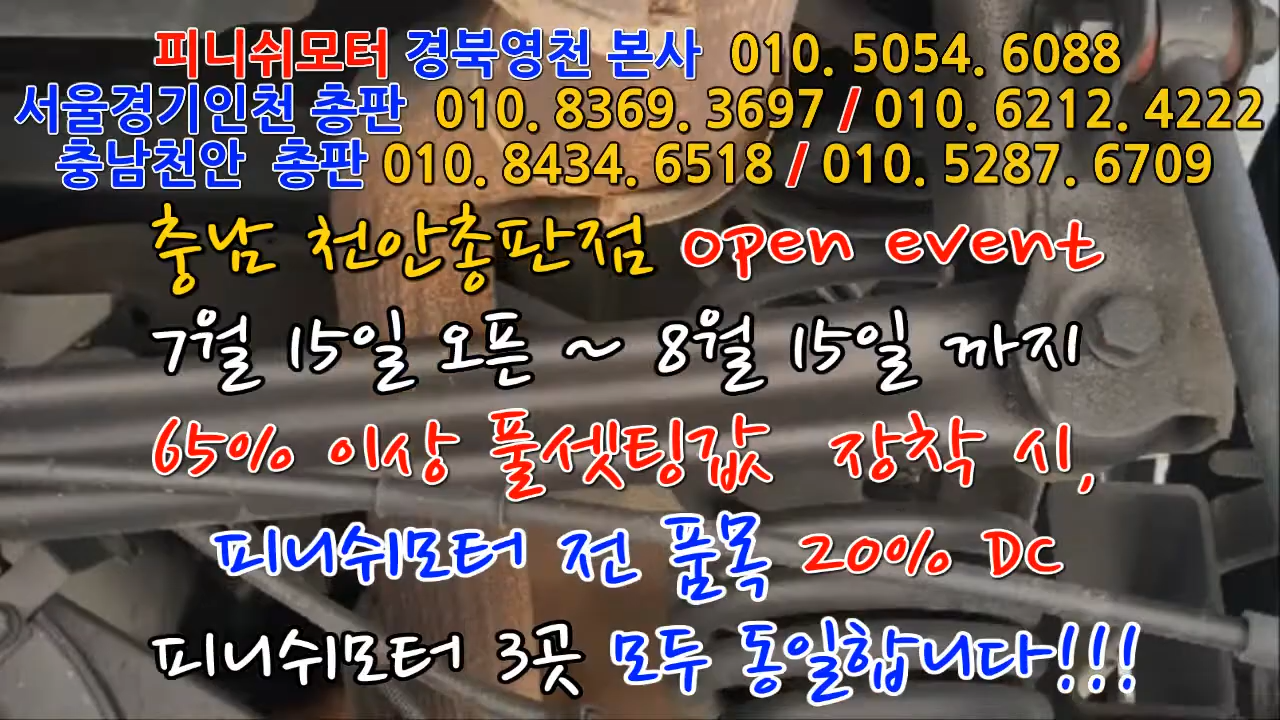 피니쉬모터 경북영천 본사 010. 5054. 6088
서울경기인천 총판 010. 8369. 3697 / 010. 6212. 4222
충남천안 총판 010. 8434. 6518 / 010. 5287. 6709
충남 천안총판점 open event
7월 15일 오픈 ~ 8월 15일 까지
65% 이상 풀셋팅값 장착 시,
피니쉬모터 전 품목 20% DC
피니쉬모터 3곳 모두 동일합니다!!!